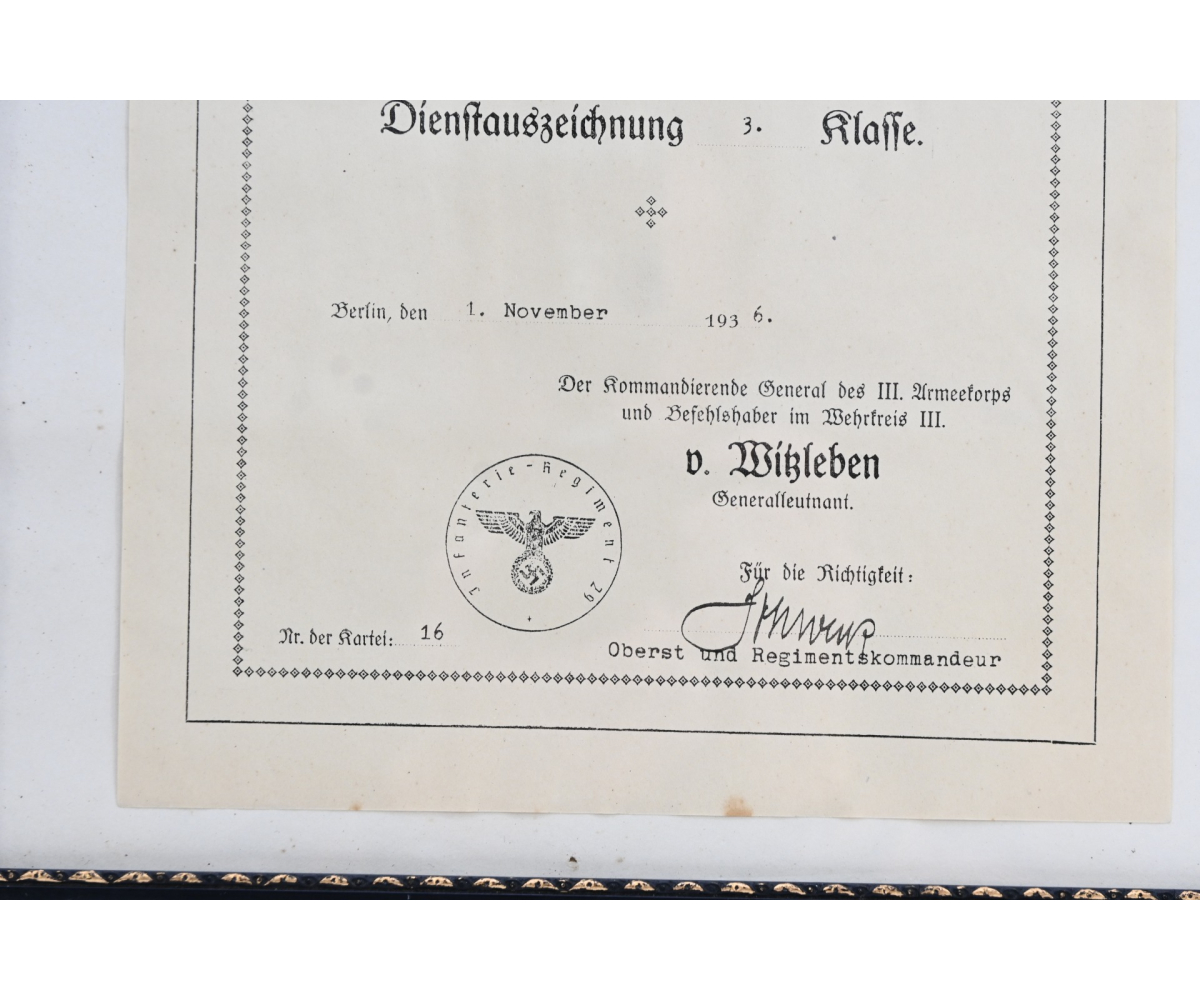 Dienstauszeichnung 3. Klasse.
Berlin, den 1. November 1936.
Der Kommandierende General des III. Armeekorps
und Befehlshaber im Wehrkreis III.
v. Witzleben
Generalleutnant.
Infanterie-Regiment 29
Für die Richtigkeit:
Oberst und Regimentskommandeur
Nr. der Kartei: 16